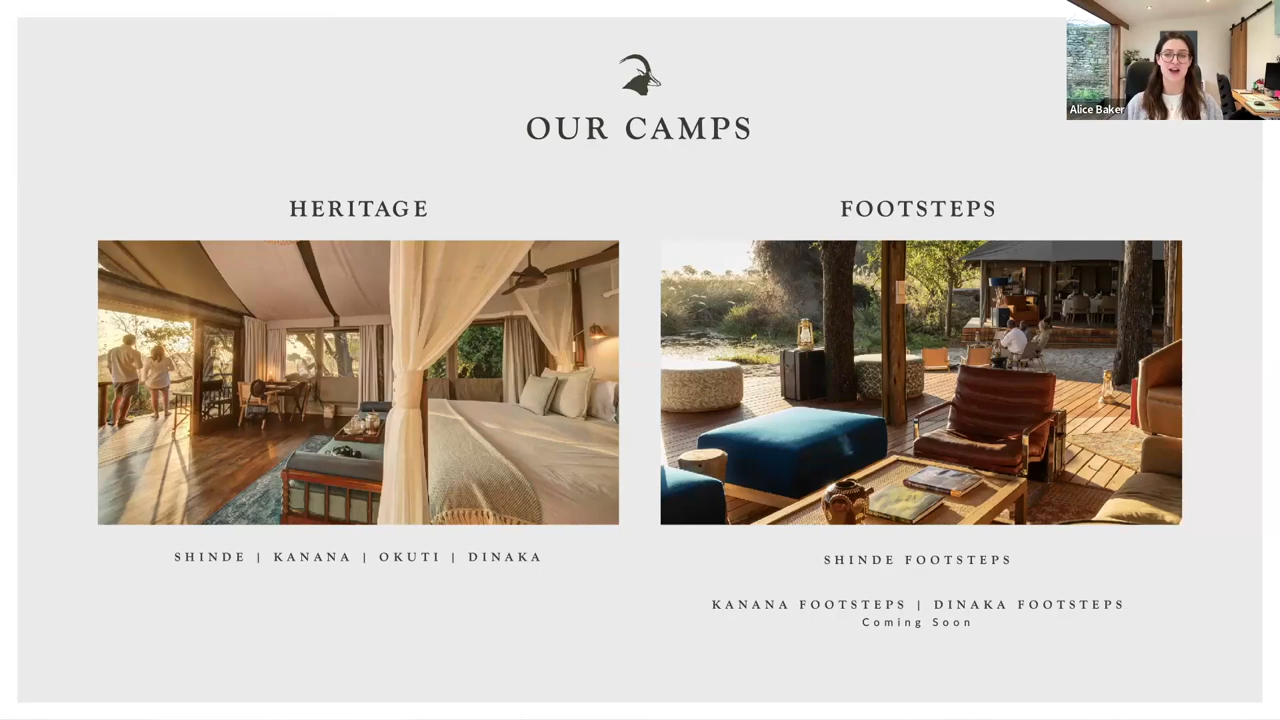 Alice Baker
OUR CAMPS
HERITAGE
FOOTSTEPS
SHINDE | KANANA | OKUTI | DINAKA
SHINDE FOOTSTEPS
KANANA FOOTSTEPS | DINAKA FOOTSTEPS
Coming Soon